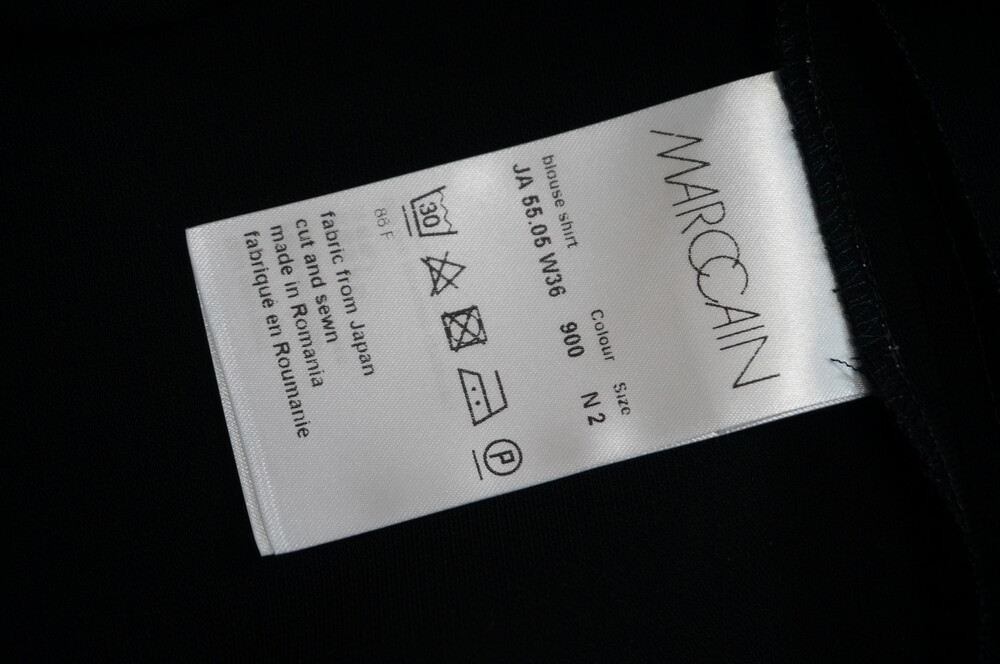 MARCCAIN
Colour Size
blouse shirt
JA 55.05 W36 900 N 2
30
P
86 F
fabric from Japan
cut and sewn
made in Romania
fabriqué en Roumanie